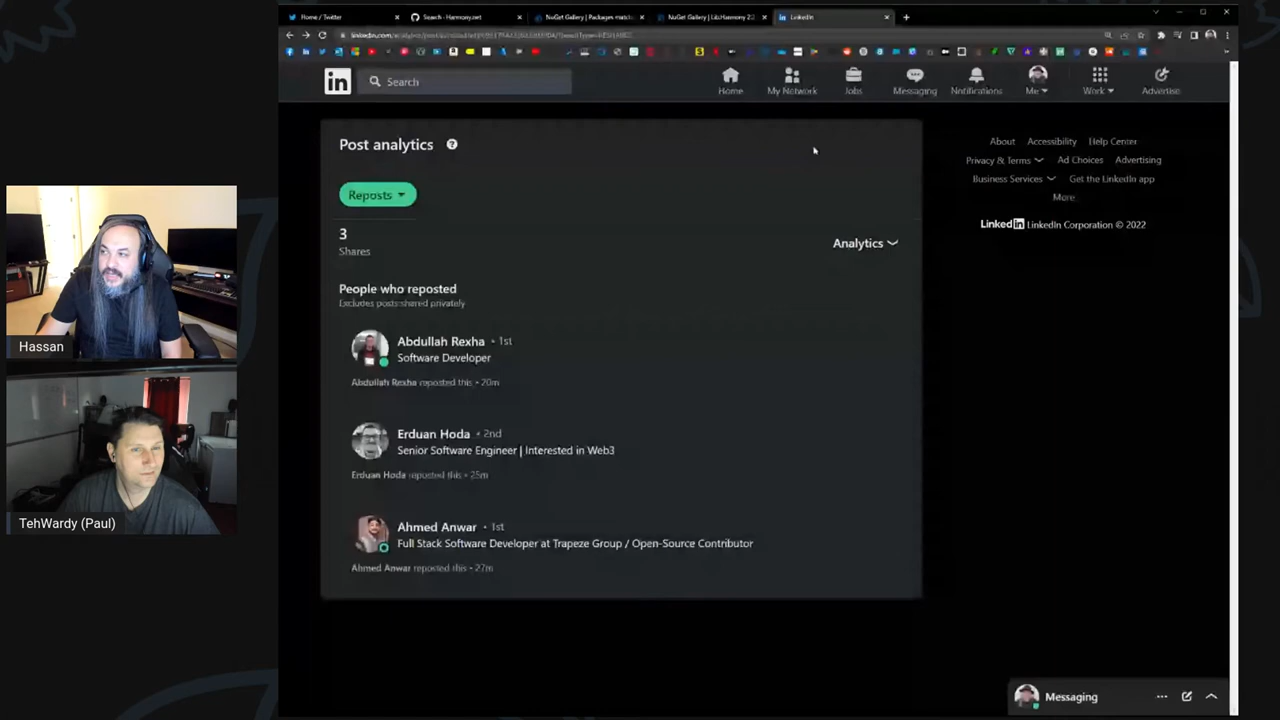 Home / Twitter
Search - Harmony.net
NuGet Gallery | Packages match
NuGet Gallery | Lib.Harmony 2.2
LinkedIn
in
Search
Home
My Network
Jobs
Messaging
Notifications
Me
Work
Advertise
Post analytics
?
Reposts
3
Shares
Analytics
People who reposted
Excludes posts shared privately
Abdullah Rexha • 1st
Software Developer
Abdullah Rexha reposted this • 20m
Erduan Hoda • 2nd
Senior Software Engineer | Interested in Web3
Erduan Hoda reposted this • 25m
Ahmed Anwar • 1st
Full Stack Software Developer at Trapeze Group / Open-Source Contributor
Ahmed Anwar reposted this • 27m
About Accessibility Help Center
Privacy & Terms Ad Choices Advertising
Business Services Get the LinkedIn app
More
LinkedIn LinkedIn Corporation © 2022
Messaging
Hassan
TehWardy (Paul)